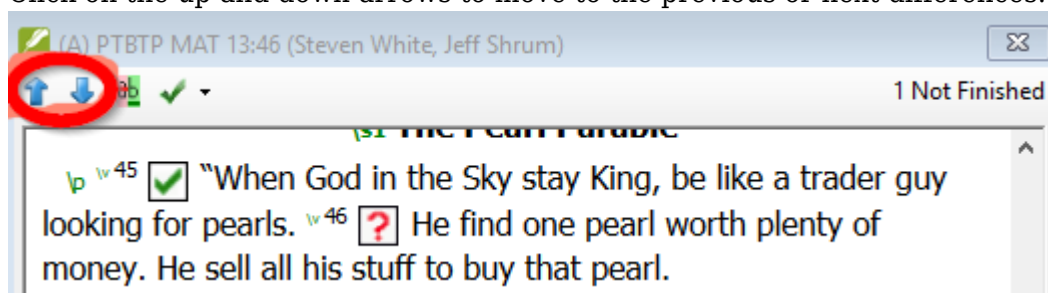 Click on the up and down arrows to move to the previous or next differences.
(A) PTBTP MAT 13:46 (Steven White, Jeff Shrum)
ab
1 Not Finished
\s1 The Pearl Parable
\p \v 45 “When God in the Sky stay King, be like a trader guy
looking for pearls. \v 46 ? He find one pearl worth plenty of
money. He sell all his stuff to buy that pearl.